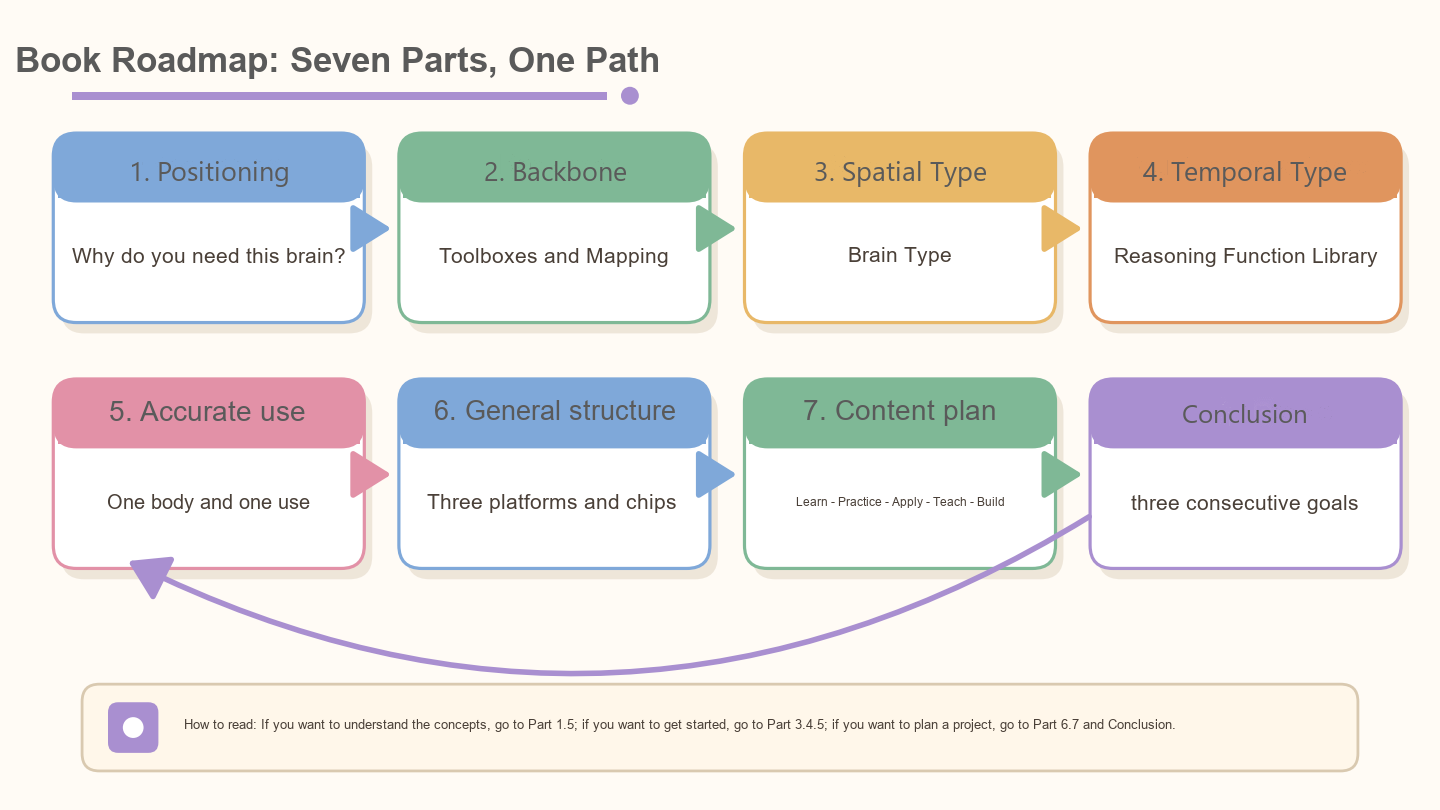 Book Roadmap: Seven Parts, One Path
1. Positioning
Why do you need this brain?
2. Backbone
Toolboxes and Mapping
3. Spatial Type
Brain Type
4. Temporal Type
Reasoning Function Library
5. Accurate use
One body and one use
6. General structure
Three platforms and chips
7. Content plan
Learn - Practice - Apply - Teach - Build
Conclusion
three consecutive goals
How to read: If you want to understand the concepts, go to Part 1.5; if you want to get started, go to Part 3.4.5; if you want to plan a project, go to Part 6.7 and Conclusion.